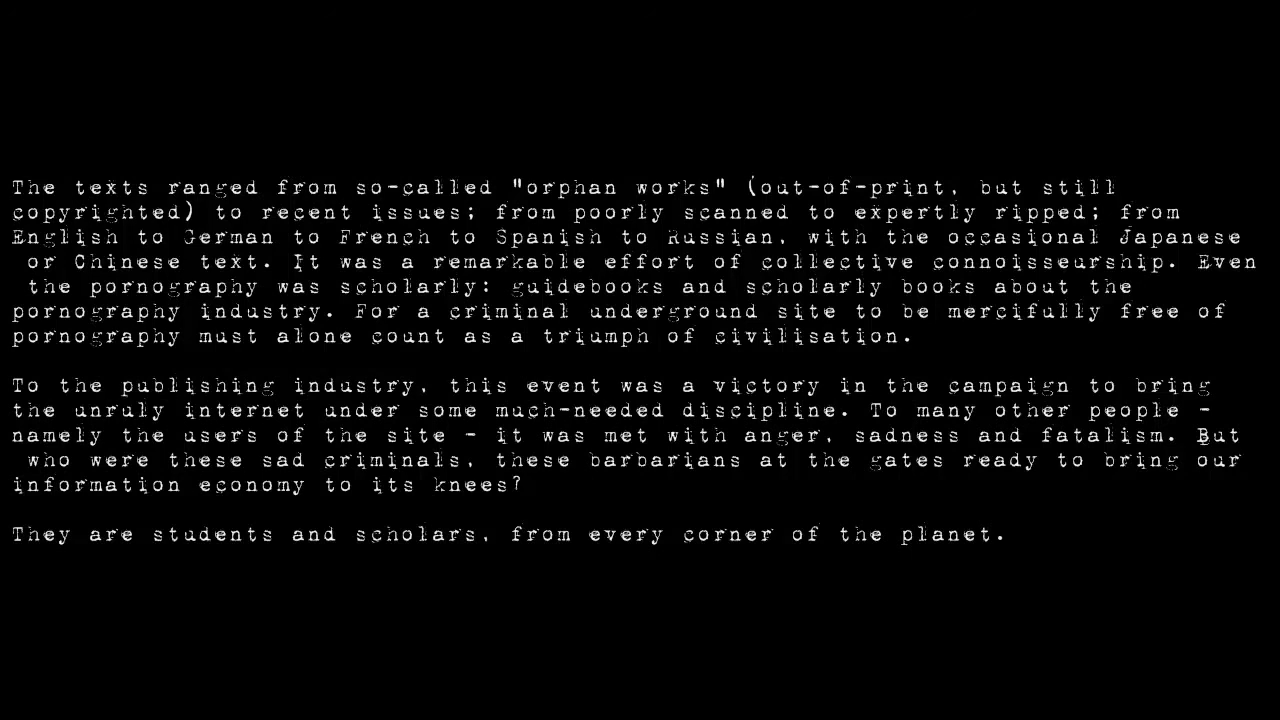 The texts ranged from so-called "orphan works" (out-of-print, but still
copyrighted) to recent issues; from poorly scanned to expertly ripped; from
English to German to French to Spanish to Russian, with the occasional Japanese
or Chinese text. It was a remarkable effort of collective connoisseurship. Even
the pornography was scholarly: guidebooks and scholarly books about the
pornography industry. For a criminal underground site to be mercifully free of
pornography must alone count as a triumph of civilisation.
To the publishing industry, this event was a victory in the campaign to bring
the unruly internet under some much-needed discipline. To many other people -
namely the users of the site - it was met with anger, sadness and fatalism. But
who were these sad criminals, these barbarians at the gates ready to bring our
information economy to its knees?
They are students and scholars, from every corner of the planet.